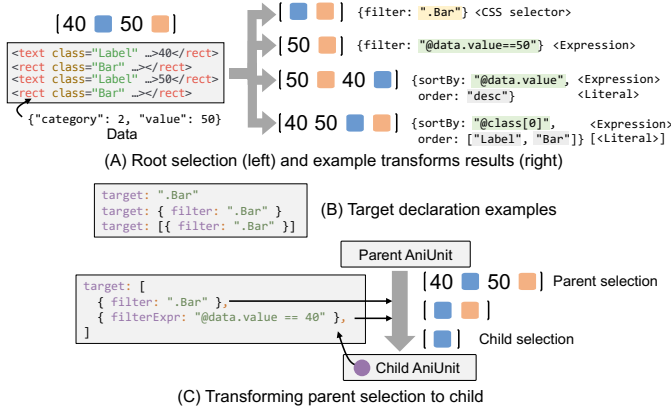 40 50
<text class="Label" …>40</rect>
<rect class="Bar" …></rect>
<text class="Label" …>50</rect>
<rect class="Bar" …></rect>
{"category": 2, "value": 50}
Data
{filter: ".Bar"} <CSS selector>
50 {filter: "@data.value==50"} <Expression>
50 40 {sortBy: "@data.value", <Expression>
order: "desc"} <Literal>
40 50 {sortBy: "@class[0]", <Expression>
order: ["Label", "Bar"]} [<Literal>]
(A) Root selection (left) and example transforms results (right)
target: ".Bar"
target: { filter: ".Bar" }
target: [{ filter: ".Bar" }]
(B) Target declaration examples
Parent AniUnit
40 50 Parent selection
target: [
{ filter: ".Bar" },
{ filterExpr: "@data.value == 40" },
]
Child selection
Child AniUnit
(C) Transforming parent selection to child